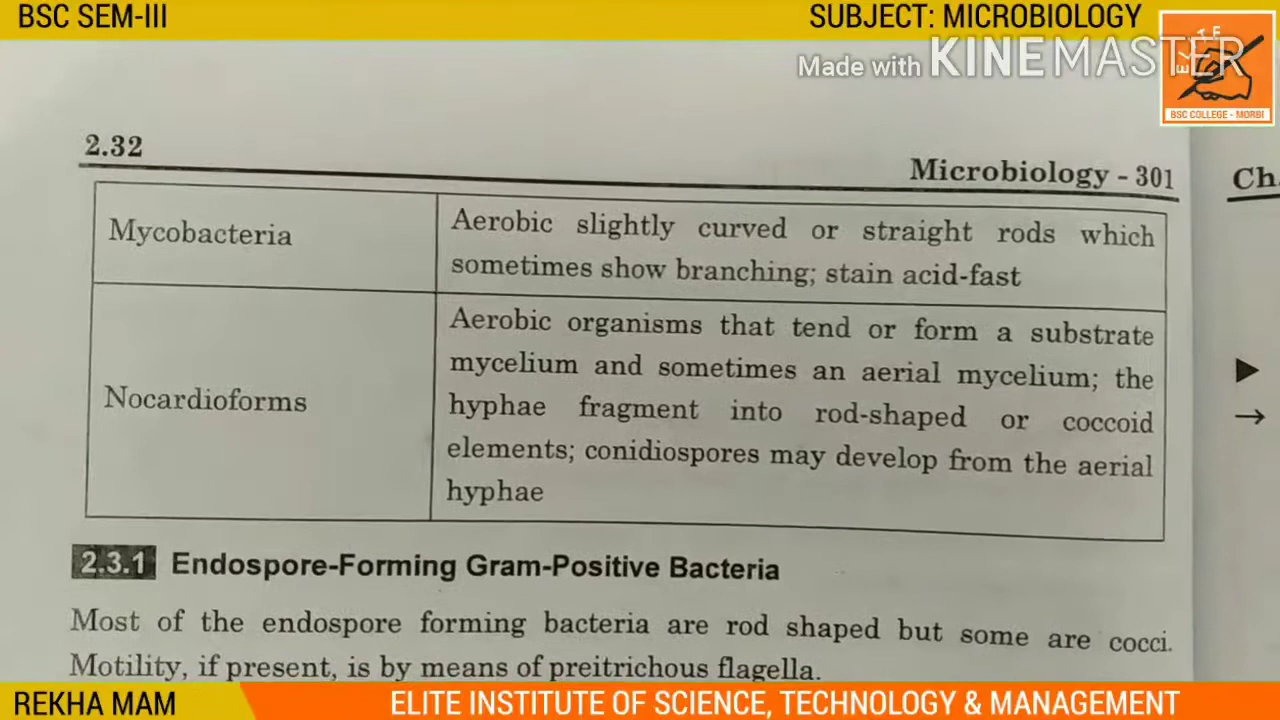 BSC SEM-III
SUBJECT: MICROBIOLOGY
Made with KINEMASTER
BSC COLLEGE - MORBI
2.32
Microbiology - 301
Ch
Mycobacteria
Aerobic slightly curved or straight rods which
sometimes show branching; stain acid-fast
Nocardioforms
Aerobic organisms that tend or form a substrate
mycelium and sometimes an aerial mycelium; the
hyphae fragment into rod-shaped or coccoid
elements; conidiospores may develop from the aerial
hyphae
2.3.1 Endospore-Forming Gram-Positive Bacteria
Most of the endospore forming bacteria are rod shaped but some are cocci.
Motility, if present, is by means of preitrichous flagella.
REKHA MAM
ELITE INSTITUTE OF SCIENCE, TECHNOLOGY & MANAGEMENT